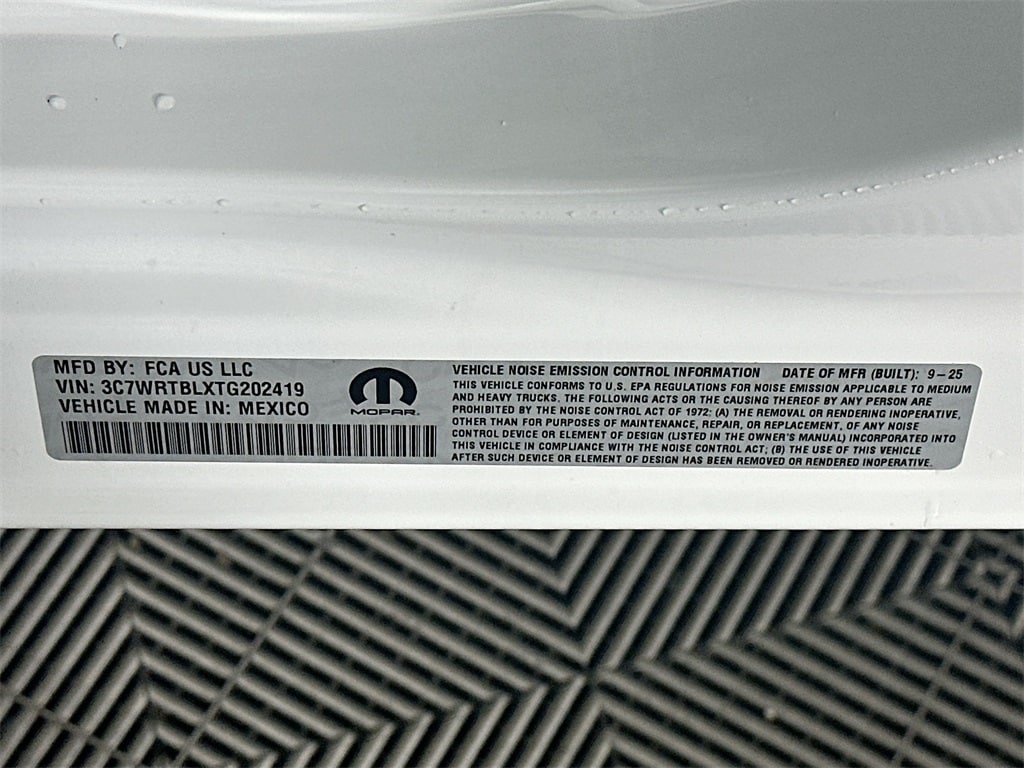 MFD BY: FCA US LLC
VIN: 3C7WRTBLXTG202419
VEHICLE MADE IN: MEXICO
MOPAR
VEHICLE NOISE EMISSION CONTROL INFORMATION DATE OF MFR (BUILT): 9-25
THIS VEHICLE CONFORMS TO U.S. EPA REGULATIONS FOR NOISE EMISSION APPLICABLE TO MEDIUM
AND HEAVY TRUCKS. THE FOLLOWING ACTS OR THE CAUSING THEREOF BY ANY PERSON ARE
PROHIBITED BY THE NOISE CONTROL ACT OF 1972: (A) THE REMOVAL OR RENDERING INOPERATIVE,
OTHER THAN FOR PURPOSES OF MAINTENANCE, REPAIR, OR REPLACEMENT, OF ANY NOISE
CONTROL DEVICE OR ELEMENT OF DESIGN (LISTED IN THE OWNER'S MANUAL) INCORPORATED INTO
THIS VEHICLE IN COMPLIANCE WITH THE NOISE CONTROL ACT; (B) THE USE OF THIS VEHICLE
AFTER SUCH DEVICE OR ELEMENT OF DESIGN HAS BEEN REMOVED OR RENDERED INOPERATIVE.